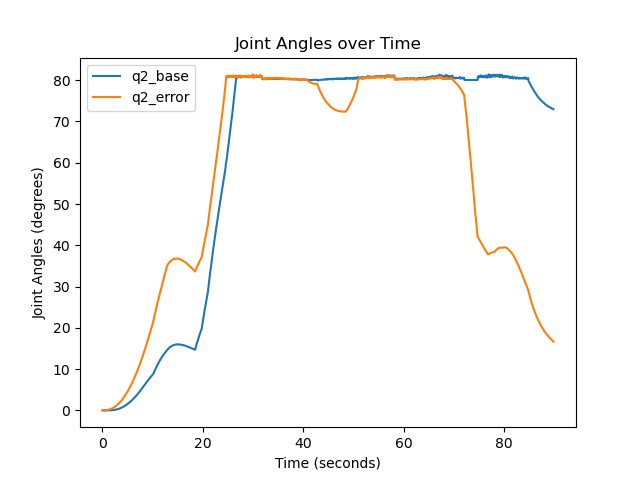 Joint Angles over Time
q2_base
q2_error
Joint Angles (degrees)
80
70
60
50
40
30
20
10
0
0 20 40 60 80
Time (seconds)